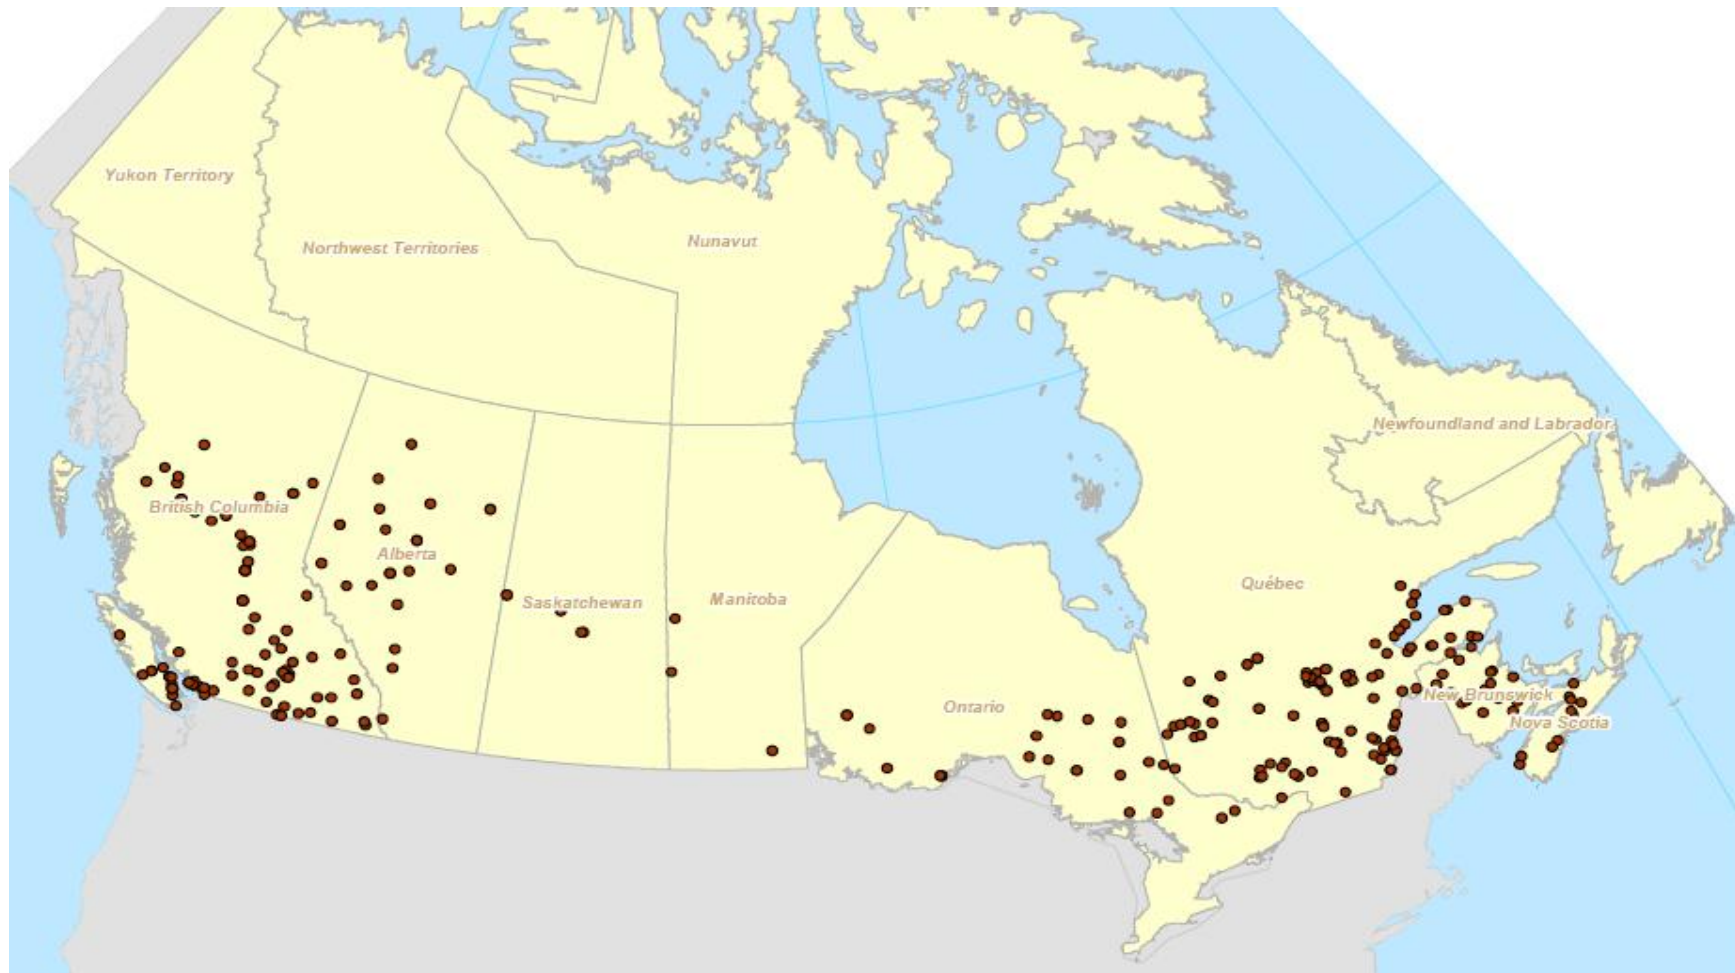 Yukon Territory
Northwest Territories
Nunavut
Newfoundland and Labrador
British Columbia
Alberta
Québec
Saskatchewan
Manitoba
New Brunswick
Ontario
Nova Scotia